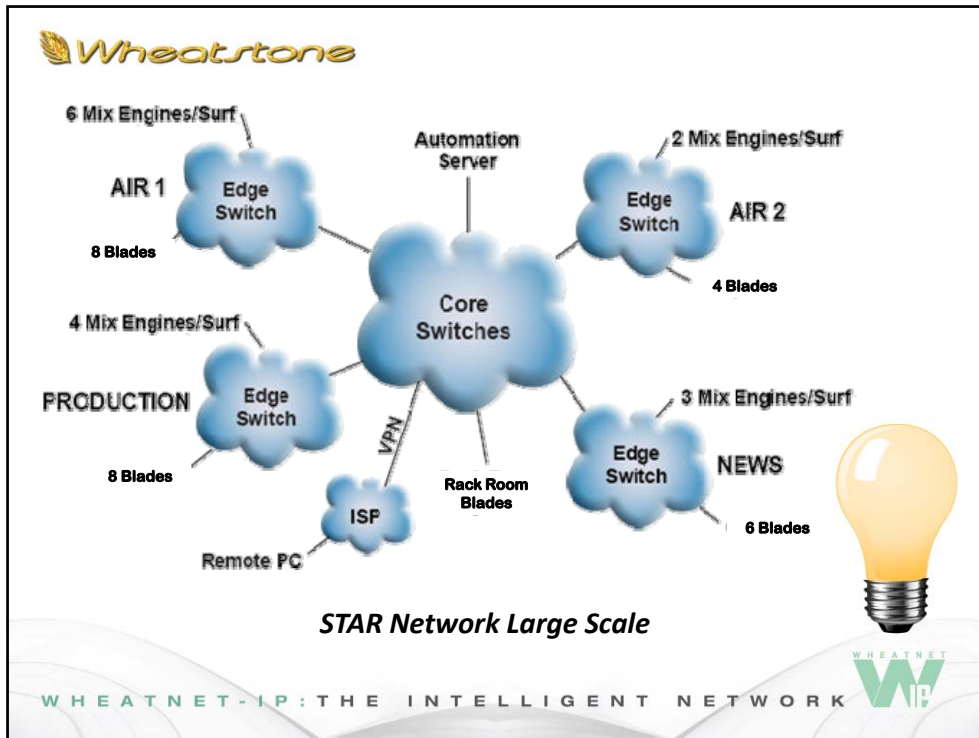 Wheatstone
6 Mix Engines/Surf
AIR 1
Edge
Switch
8 Blades
Automation
Server
2 Mix Engines/Surf
Edge
Switch
AIR 2
4 Blades
Core
Switches
4 Mix Engines/Surf
PRODUCTION
Edge
Switch
8 Blades
VPN
ISP
Remote PC
Rack Room
Blades
3 Mix Engines/Surf
Edge
Switch
NEWS
6 Blades
STAR Network Large Scale
WHEATNET-IP: THE INTELLIGENT NETWORK
WHEATNET
W IP